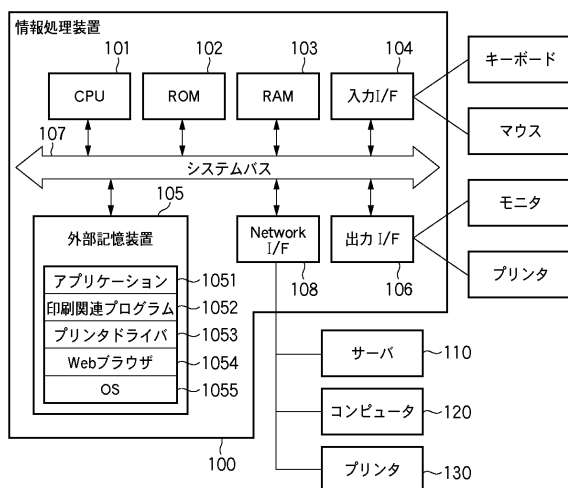 情報処理装置
101
102
103
104
CPU
ROM
RAM
入力I/F
キーボード
マウス
107
システムバス
105
外部記憶装置
Network
I/F
108
出力 I/F
106
モニタ
プリンタ
アプリケーション
1051
印刷関連プログラム
1052
プリンタドライバ
1053
Webブラウザ
1054
OS
1055
100
サーバ
110
コンピュータ
120
プリンタ
130